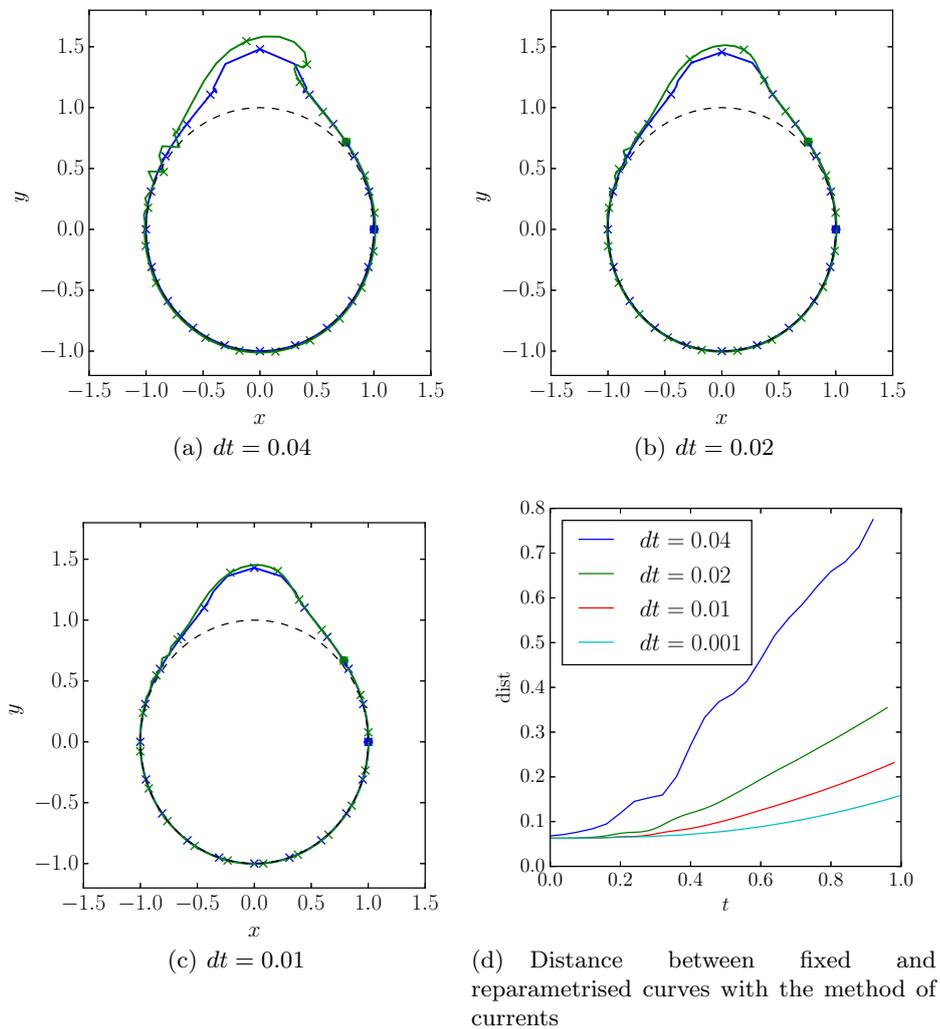 1.5
1.0
0.5
0.0
−0.5
−1.0
y
−1.5 −1.0 −0.5 0.0 0.5 1.0 1.5
x
(a) dt = 0.04
1.5
1.0
0.5
0.0
−0.5
−1.0
y
−1.5 −1.0 −0.5 0.0 0.5 1.0 1.5
x
(b) dt = 0.02
1.5
1.0
0.5
0.0
−0.5
−1.0
y
−1.5 −1.0 −0.5 0.0 0.5 1.0 1.5
x
(c) dt = 0.01
0.8
0.7
0.6
0.5
0.4
0.3
0.2
0.1
0.0
dist
dt = 0.04
dt = 0.02
dt = 0.01
dt = 0.001
0.0 0.2 0.4 0.6 0.8 1.0
t
(d) Distance between fixed and
reparametrised curves with the method of
currents